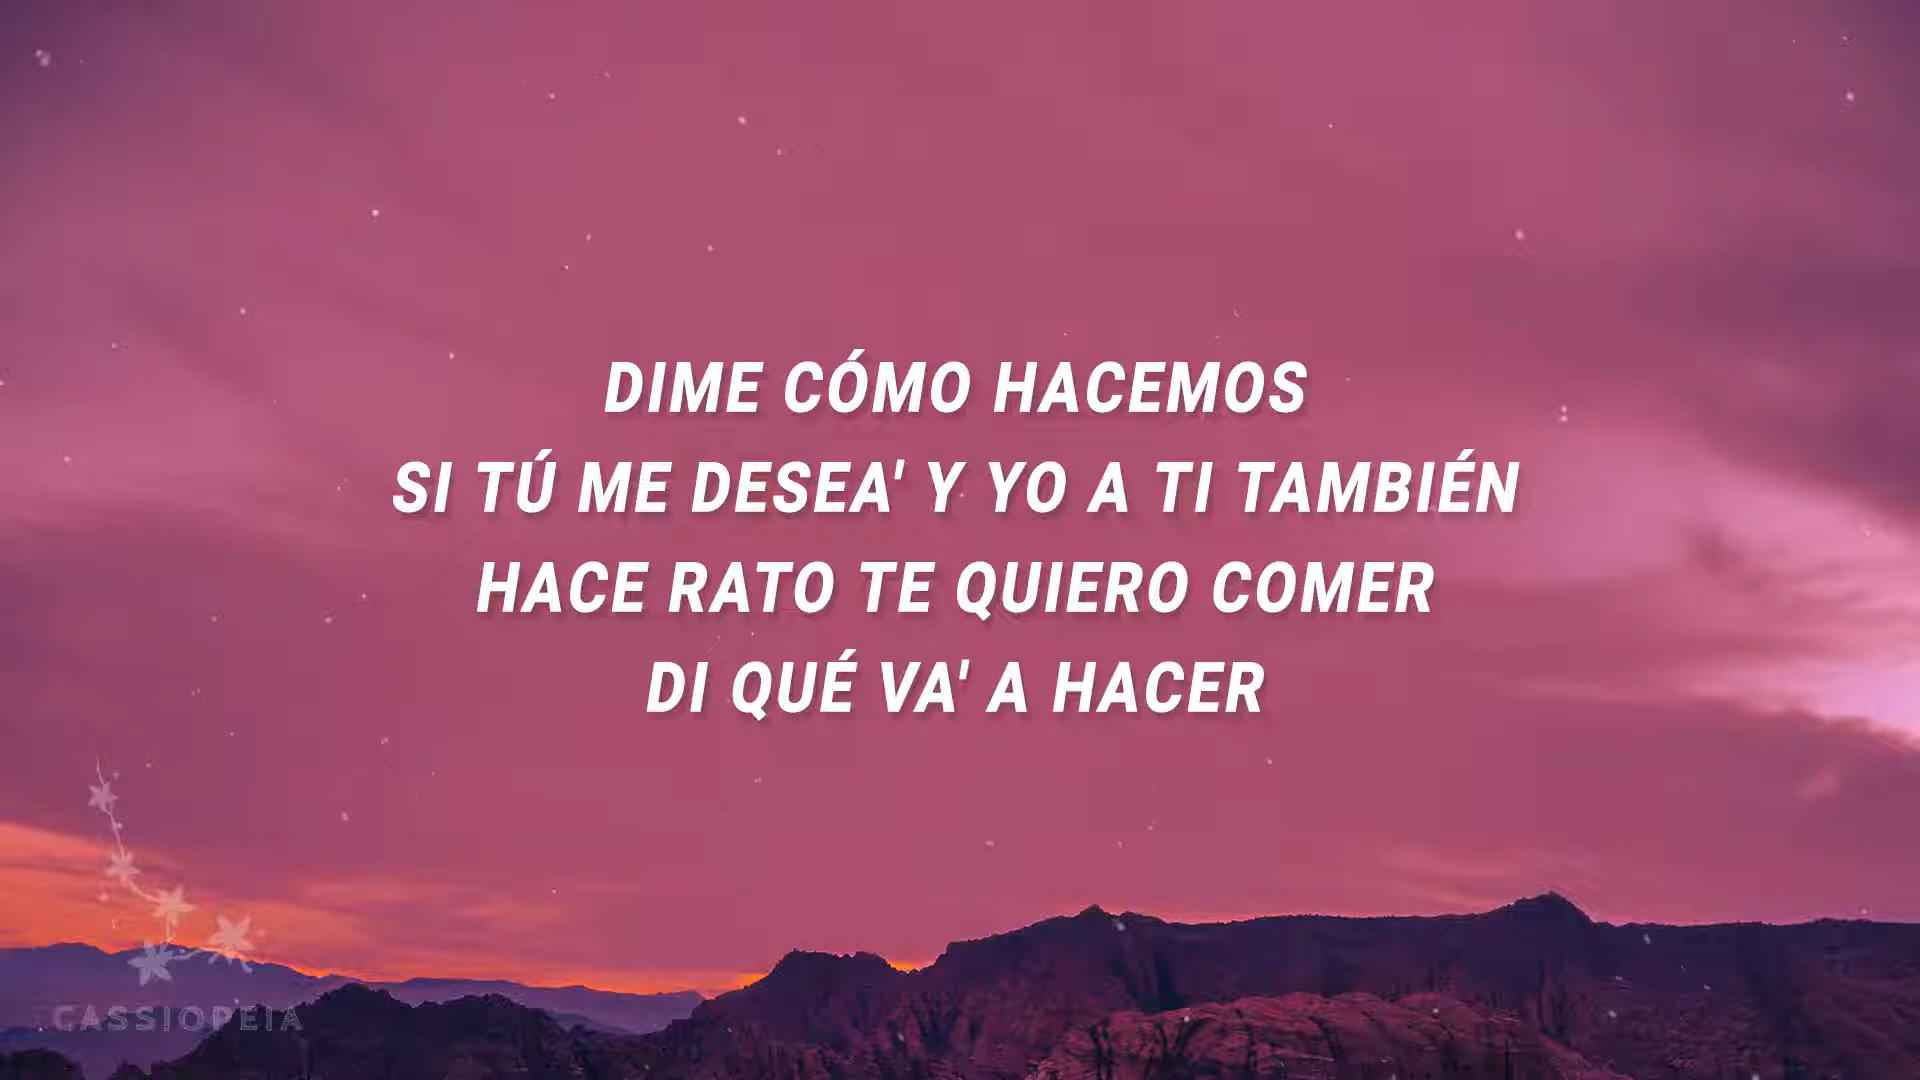 DIME CÓMO HACEMOS
SI TÚ ME DESEA' Y YO A TI TAMBIÉN
HACE RATO TE QUIERO COMER
DI QUÉ VA' A HACER
CASSIOPEIA